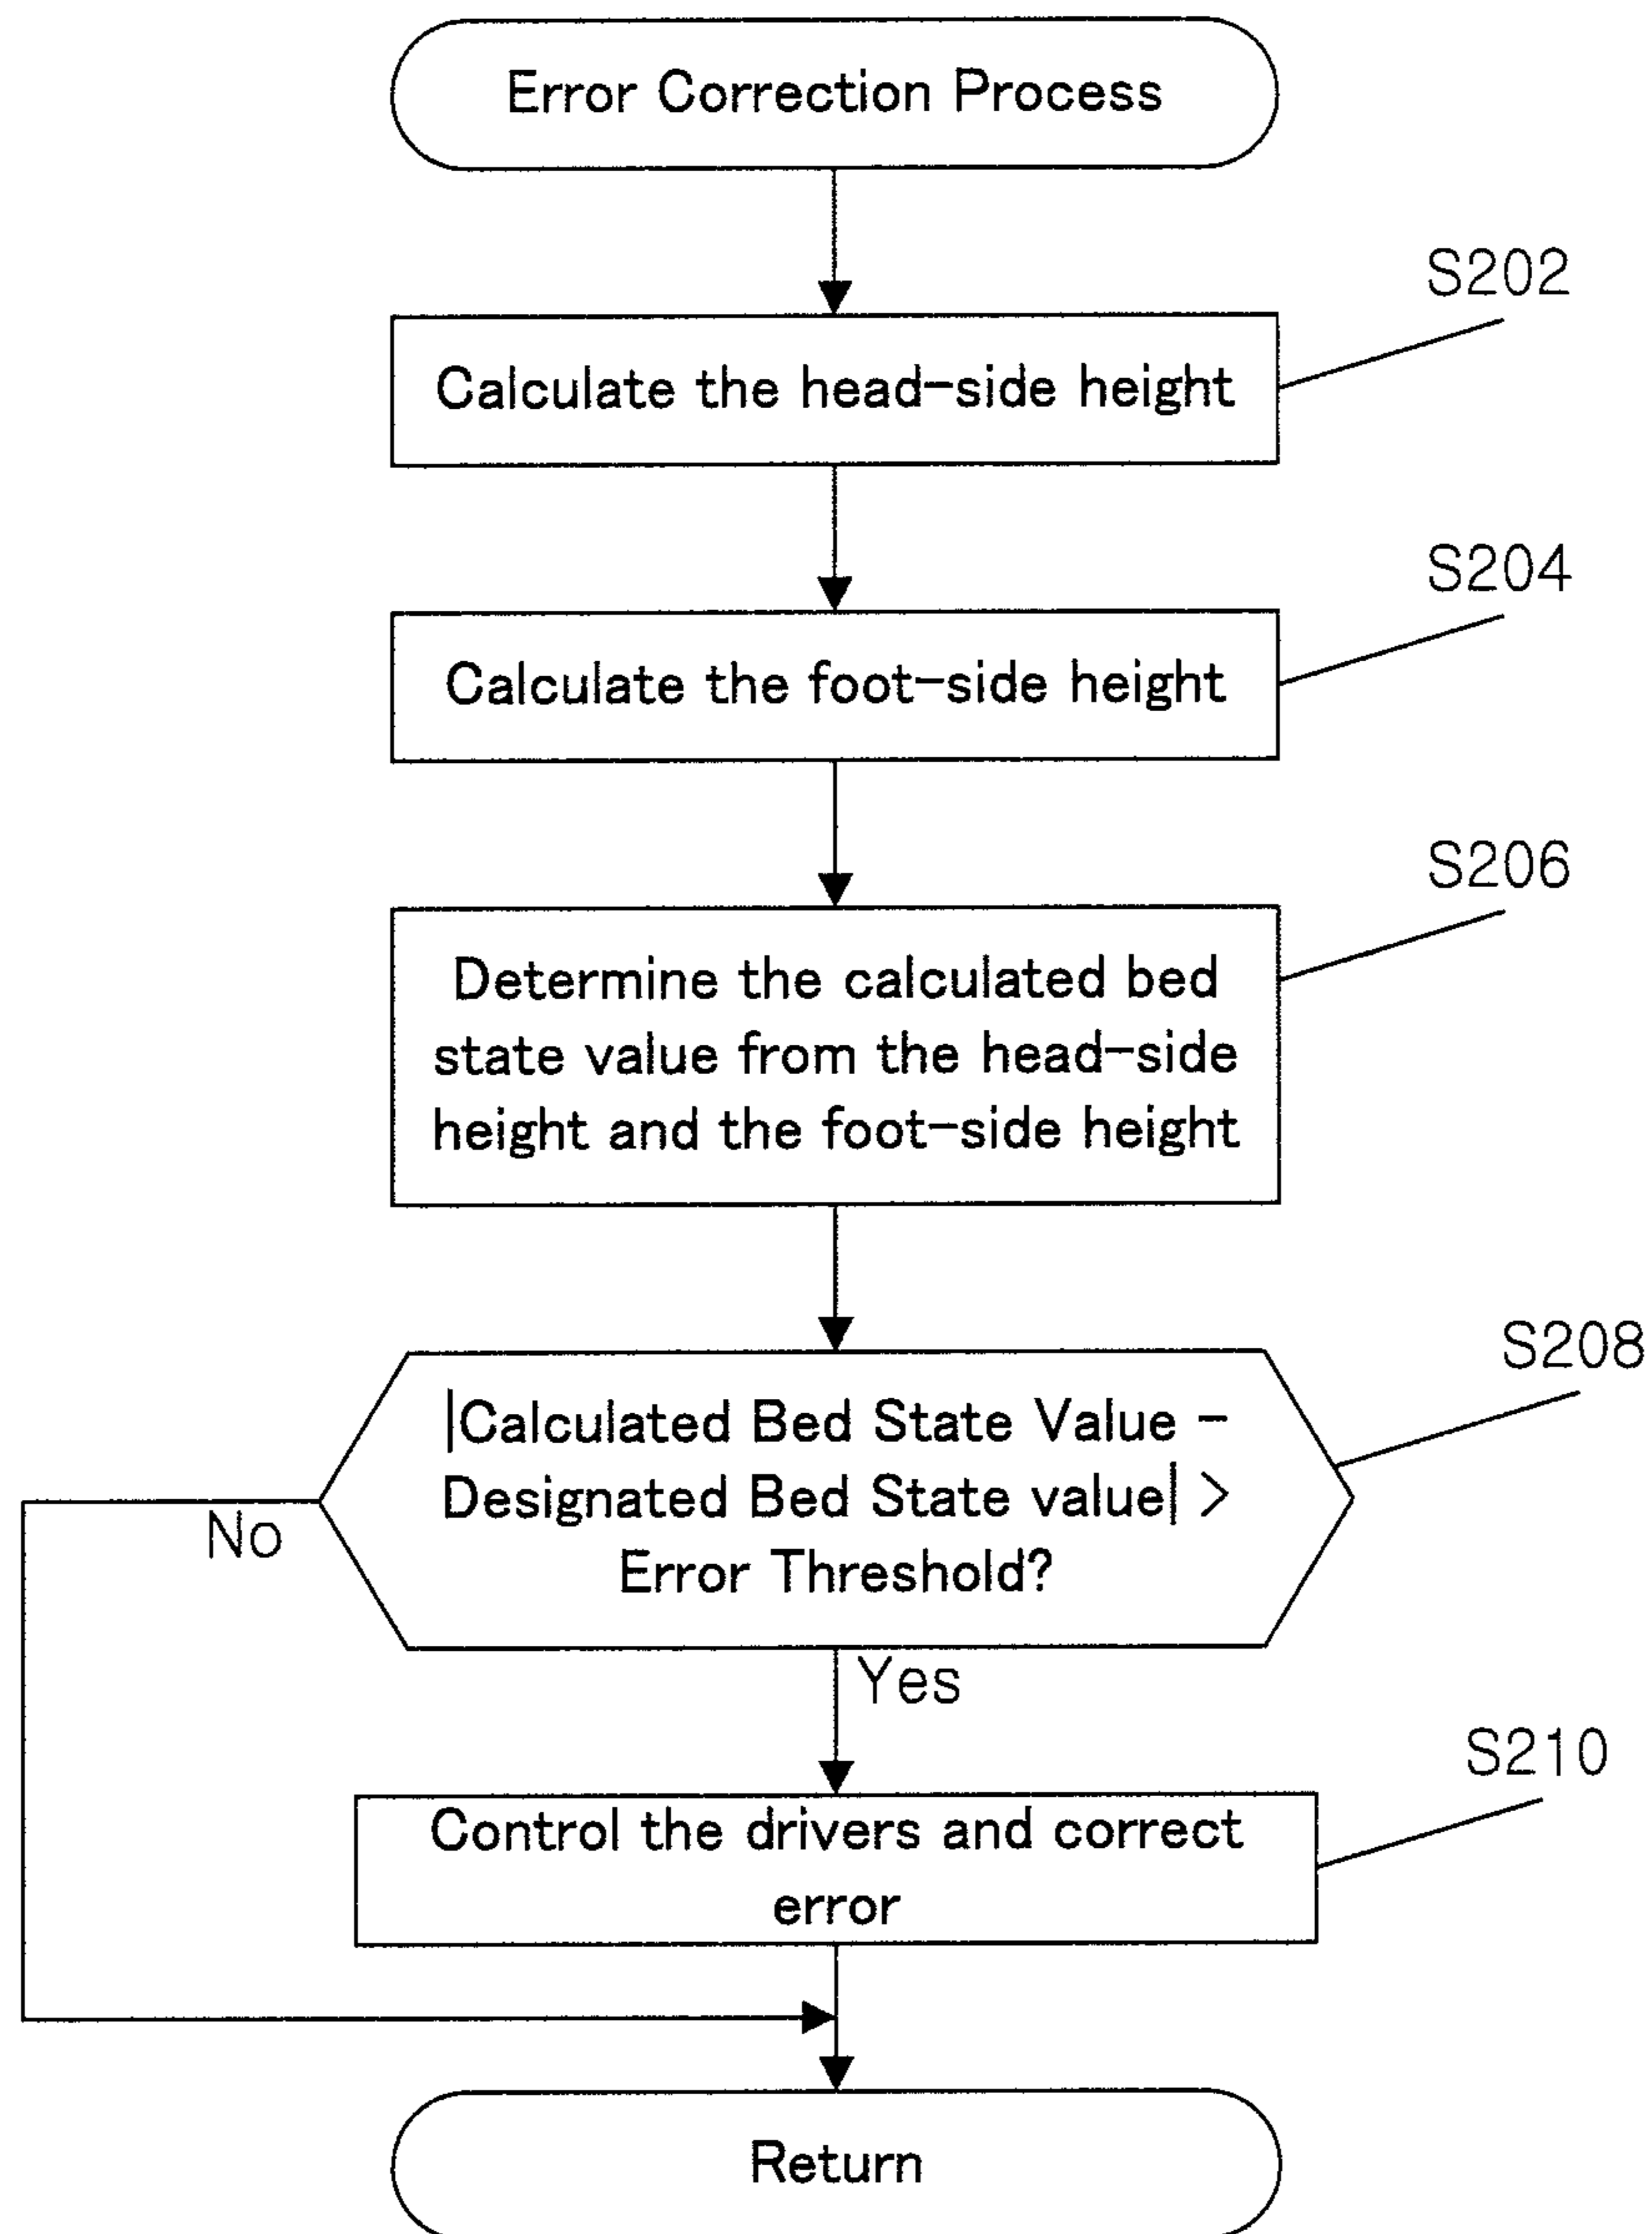 Error Correction Process
S202
Calculate the head-side height
S204
Calculate the foot-side height
S206
Determine the calculated bed
state value from the head-side
height and the foot-side height
S208
|Calculated Bed State Value -
Designated Bed State value| >
Error Threshold?
No
Yes
S210
Control the drivers and correct
error
Return